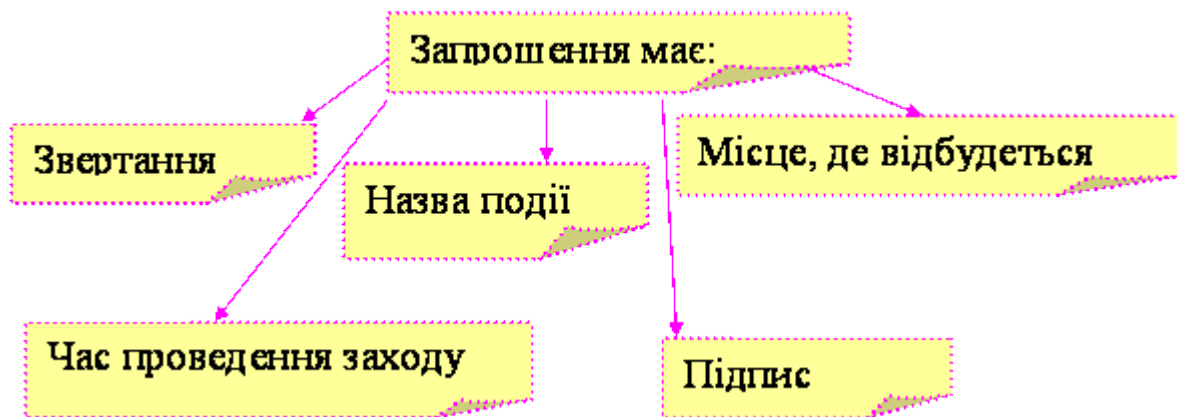 Запрошення має:
Звертання
Назва події
Місце, де відбудеться
Час проведення заходу
Підпис